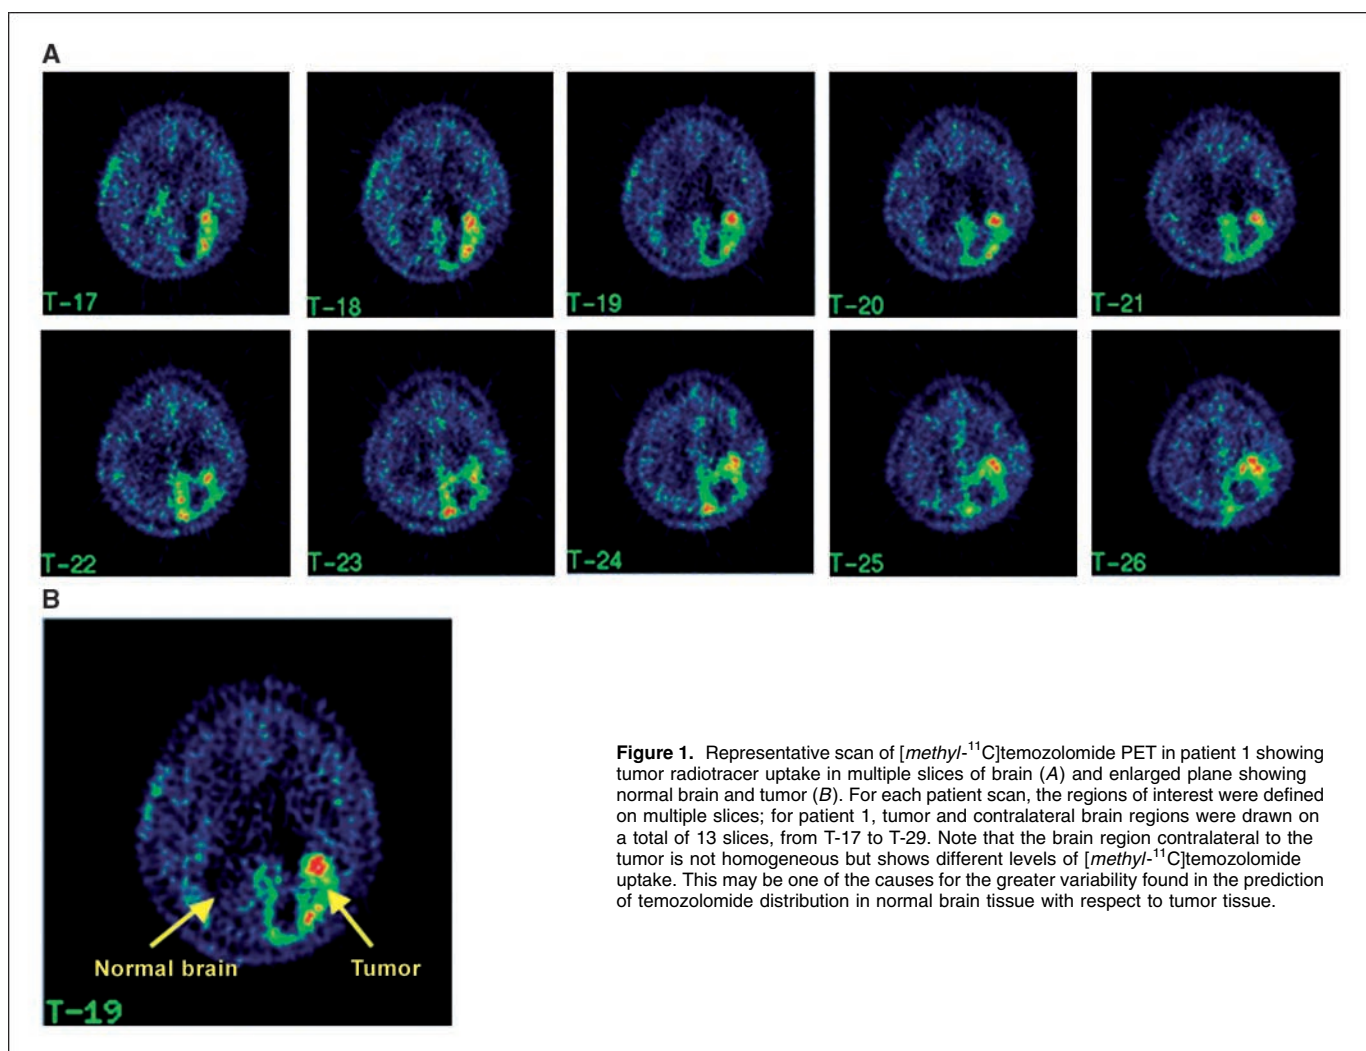 A
T-17
T-18
T-19
T-20
T-21
T-22
T-23
T-24
T-25
T-26
B
Normal brain
Tumor
T-19
Figure 1. Representative scan of [methyl-¹¹C]temozolomide PET in patient 1 showing
tumor radiotracer uptake in multiple slices of brain (A) and enlarged plane showing
normal brain and tumor (B). For each patient scan, the regions of interest were defined
on multiple slices; for patient 1, tumor and contralateral brain regions were drawn on
a total of 13 slices, from T-17 to T-29. Note that the brain region contralateral to the
tumor is not homogeneous but shows different levels of [methyl-¹¹C]temozolomide
uptake. This may be one of the causes for the greater variability found in the prediction
of temozolomide distribution in normal brain tissue with respect to tumor tissue.